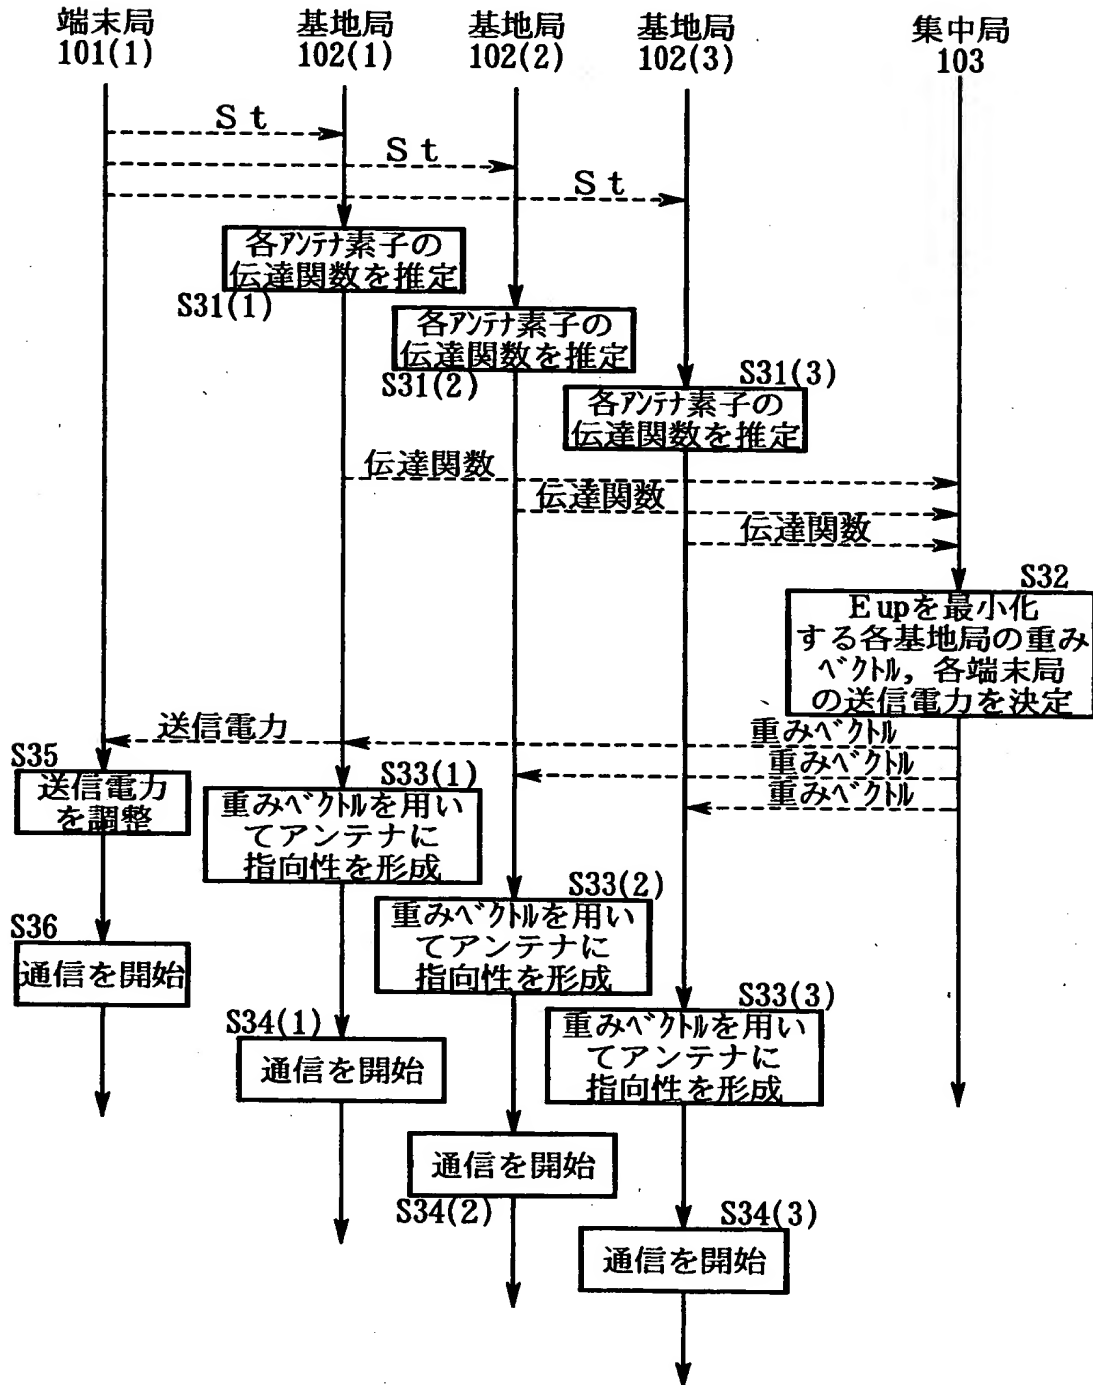 端末局
101(1)
基地局
102(1)
基地局
102(2)
基地局
102(3)
集中局
103
St
St
St
各アンテナ素子の
伝達関数を推定
S31(1)
各アンテナ素子の
伝達関数を推定
S31(2)
S31(3)
各アンテナ素子の
伝達関数を推定
伝達関数
伝達関数
伝達関数
S32
Eupを最小化
する各基地局の重み
ベクトル,各端末局
の送信電力を決定
送信電力
重みベクトル
重みベクトル
重みベクトル
S35
送信電力
を調整
S33(1)
重みベクトルを用い
てアンテナに
指向性を形成
S33(2)
重みベクトルを用い
てアンテナに
指向性を形成
S36
通信を開始
S33(3)
重みベクトルを用い
てアンテナに
指向性を形成
S34(1)
通信を開始
通信を開始
S34(2)
S34(3)
通信を開始